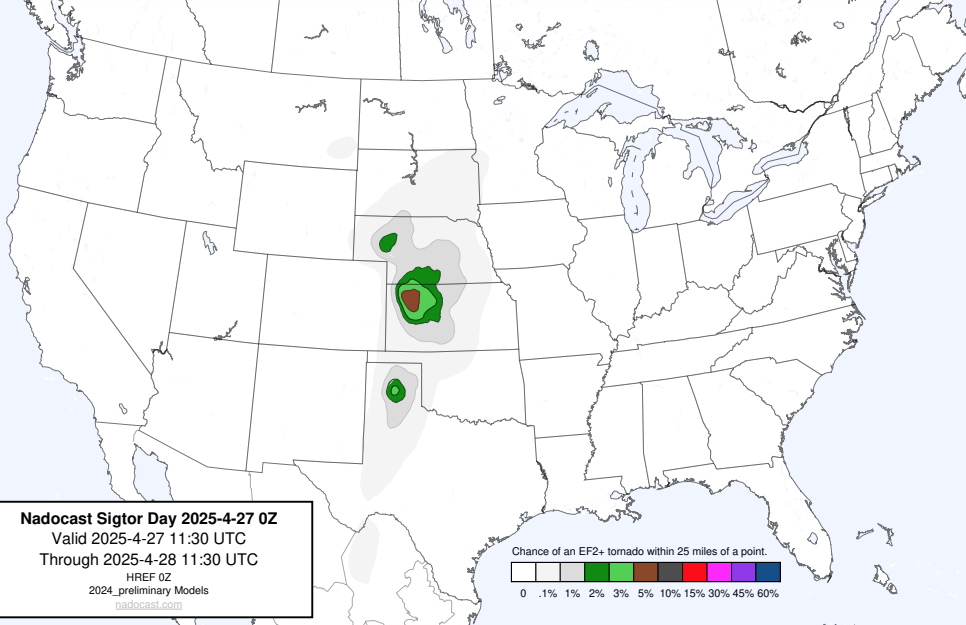 Nadocast Sigtor Day 2025-4-27 0Z
Valid 2025-4-27 11:30 UTC
Through 2025-4-28 11:30 UTC
HREF 0Z
2024_preliminary Models
nadocast.com
Chance of an EF2+ tornado within 25 miles of a point.
0 .1% 1% 2% 3% 5% 10% 15% 30% 45% 60%